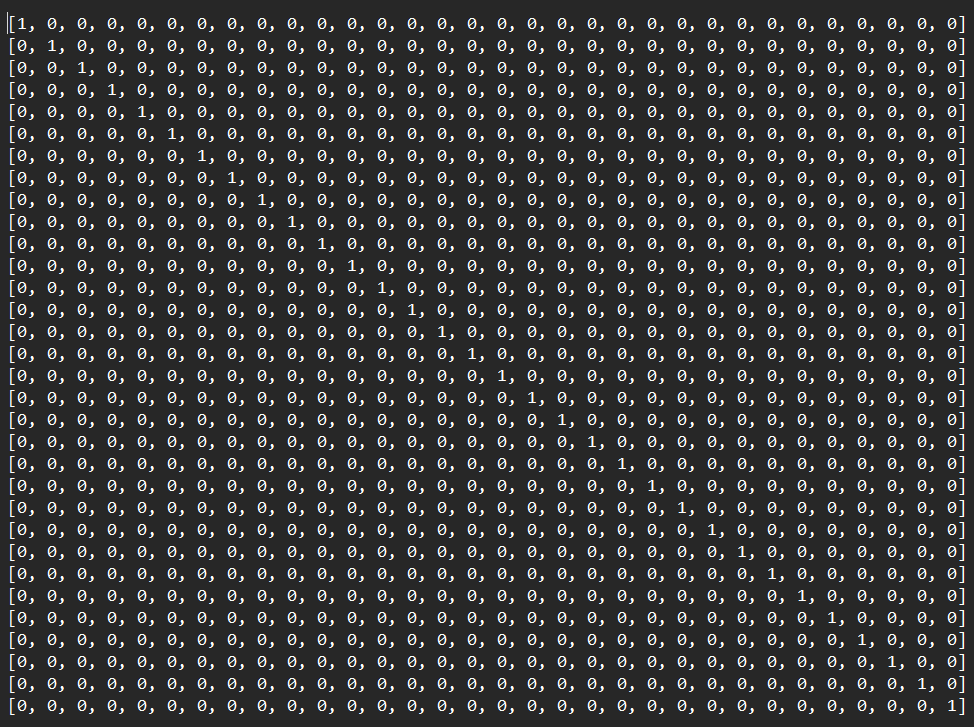 [1, 0, 0, 0, 0, 0, 0, 0, 0, 0, 0, 0, 0, 0, 0, 0, 0, 0, 0, 0, 0, 0, 0, 0, 0, 0, 0, 0, 0, 0, 0, 0]
[0, 1, 0, 0, 0, 0, 0, 0, 0, 0, 0, 0, 0, 0, 0, 0, 0, 0, 0, 0, 0, 0, 0, 0, 0, 0, 0, 0, 0, 0, 0, 0]
[0, 0, 1, 0, 0, 0, 0, 0, 0, 0, 0, 0, 0, 0, 0, 0, 0, 0, 0, 0, 0, 0, 0, 0, 0, 0, 0, 0, 0, 0, 0, 0]
[0, 0, 0, 1, 0, 0, 0, 0, 0, 0, 0, 0, 0, 0, 0, 0, 0, 0, 0, 0, 0, 0, 0, 0, 0, 0, 0, 0, 0, 0, 0, 0]
[0, 0, 0, 0, 1, 0, 0, 0, 0, 0, 0, 0, 0, 0, 0, 0, 0, 0, 0, 0, 0, 0, 0, 0, 0, 0, 0, 0, 0, 0, 0, 0]
[0, 0, 0, 0, 0, 1, 0, 0, 0, 0, 0, 0, 0, 0, 0, 0, 0, 0, 0, 0, 0, 0, 0, 0, 0, 0, 0, 0, 0, 0, 0, 0]
[0, 0, 0, 0, 0, 0, 1, 0, 0, 0, 0, 0, 0, 0, 0, 0, 0, 0, 0, 0, 0, 0, 0, 0, 0, 0, 0, 0, 0, 0, 0, 0]
[0, 0, 0, 0, 0, 0, 0, 1, 0, 0, 0, 0, 0, 0, 0, 0, 0, 0, 0, 0, 0, 0, 0, 0, 0, 0, 0, 0, 0, 0, 0, 0]
[0, 0, 0, 0, 0, 0, 0, 0, 1, 0, 0, 0, 0, 0, 0, 0, 0, 0, 0, 0, 0, 0, 0, 0, 0, 0, 0, 0, 0, 0, 0, 0]
[0, 0, 0, 0, 0, 0, 0, 0, 0, 1, 0, 0, 0, 0, 0, 0, 0, 0, 0, 0, 0, 0, 0, 0, 0, 0, 0, 0, 0, 0, 0, 0]
[0, 0, 0, 0, 0, 0, 0, 0, 0, 0, 1, 0, 0, 0, 0, 0, 0, 0, 0, 0, 0, 0, 0, 0, 0, 0, 0, 0, 0, 0, 0, 0]
[0, 0, 0, 0, 0, 0, 0, 0, 0, 0, 0, 1, 0, 0, 0, 0, 0, 0, 0, 0, 0, 0, 0, 0, 0, 0, 0, 0, 0, 0, 0, 0]
[0, 0, 0, 0, 0, 0, 0, 0, 0, 0, 0, 0, 1, 0, 0, 0, 0, 0, 0, 0, 0, 0, 0, 0, 0, 0, 0, 0, 0, 0, 0, 0]
[0, 0, 0, 0, 0, 0, 0, 0, 0, 0, 0, 0, 0, 1, 0, 0, 0, 0, 0, 0, 0, 0, 0, 0, 0, 0, 0, 0, 0, 0, 0, 0]
[0, 0, 0, 0, 0, 0, 0, 0, 0, 0, 0, 0, 0, 0, 1, 0, 0, 0, 0, 0, 0, 0, 0, 0, 0, 0, 0, 0, 0, 0, 0, 0]
[0, 0, 0, 0, 0, 0, 0, 0, 0, 0, 0, 0, 0, 0, 0, 1, 0, 0, 0, 0, 0, 0, 0, 0, 0, 0, 0, 0, 0, 0, 0, 0]
[0, 0, 0, 0, 0, 0, 0, 0, 0, 0, 0, 0, 0, 0, 0, 0, 1, 0, 0, 0, 0, 0, 0, 0, 0, 0, 0, 0, 0, 0, 0, 0]
[0, 0, 0, 0, 0, 0, 0, 0, 0, 0, 0, 0, 0, 0, 0, 0, 0, 1, 0, 0, 0, 0, 0, 0, 0, 0, 0, 0, 0, 0, 0, 0]
[0, 0, 0, 0, 0, 0, 0, 0, 0, 0, 0, 0, 0, 0, 0, 0, 0, 0, 1, 0, 0, 0, 0, 0, 0, 0, 0, 0, 0, 0, 0, 0]
[0, 0, 0, 0, 0, 0, 0, 0, 0, 0, 0, 0, 0, 0, 0, 0, 0, 0, 0, 1, 0, 0, 0, 0, 0, 0, 0, 0, 0, 0, 0, 0]
[0, 0, 0, 0, 0, 0, 0, 0, 0, 0, 0, 0, 0, 0, 0, 0, 0, 0, 0, 0, 1, 0, 0, 0, 0, 0, 0, 0, 0, 0, 0, 0]
[0, 0, 0, 0, 0, 0, 0, 0, 0, 0, 0, 0, 0, 0, 0, 0, 0, 0, 0, 0, 0, 1, 0, 0, 0, 0, 0, 0, 0, 0, 0, 0]
[0, 0, 0, 0, 0, 0, 0, 0, 0, 0, 0, 0, 0, 0, 0, 0, 0, 0, 0, 0, 0, 0, 1, 0, 0, 0, 0, 0, 0, 0, 0, 0]
[0, 0, 0, 0, 0, 0, 0, 0, 0, 0, 0, 0, 0, 0, 0, 0, 0, 0, 0, 0, 0, 0, 0, 1, 0, 0, 0, 0, 0, 0, 0, 0]
[0, 0, 0, 0, 0, 0, 0, 0, 0, 0, 0, 0, 0, 0, 0, 0, 0, 0, 0, 0, 0, 0, 0, 0, 1, 0, 0, 0, 0, 0, 0, 0]
[0, 0, 0, 0, 0, 0, 0, 0, 0, 0, 0, 0, 0, 0, 0, 0, 0, 0, 0, 0, 0, 0, 0, 0, 0, 1, 0, 0, 0, 0, 0, 0]
[0, 0, 0, 0, 0, 0, 0, 0, 0, 0, 0, 0, 0, 0, 0, 0, 0, 0, 0, 0, 0, 0, 0, 0, 0, 0, 1, 0, 0, 0, 0, 0]
[0, 0, 0, 0, 0, 0, 0, 0, 0, 0, 0, 0, 0, 0, 0, 0, 0, 0, 0, 0, 0, 0, 0, 0, 0, 0, 0, 1, 0, 0, 0, 0]
[0, 0, 0, 0, 0, 0, 0, 0, 0, 0, 0, 0, 0, 0, 0, 0, 0, 0, 0, 0, 0, 0, 0, 0, 0, 0, 0, 0, 1, 0, 0, 0]
[0, 0, 0, 0, 0, 0, 0, 0, 0, 0, 0, 0, 0, 0, 0, 0, 0, 0, 0, 0, 0, 0, 0, 0, 0, 0, 0, 0, 0, 1, 0, 0]
[0, 0, 0, 0, 0, 0, 0, 0, 0, 0, 0, 0, 0, 0, 0, 0, 0, 0, 0, 0, 0, 0, 0, 0, 0, 0, 0, 0, 0, 0, 1, 0]
[0, 0, 0, 0, 0, 0, 0, 0, 0, 0, 0, 0, 0, 0, 0, 0, 0, 0, 0, 0, 0, 0, 0, 0, 0, 0, 0, 0, 0, 0, 0, 1]